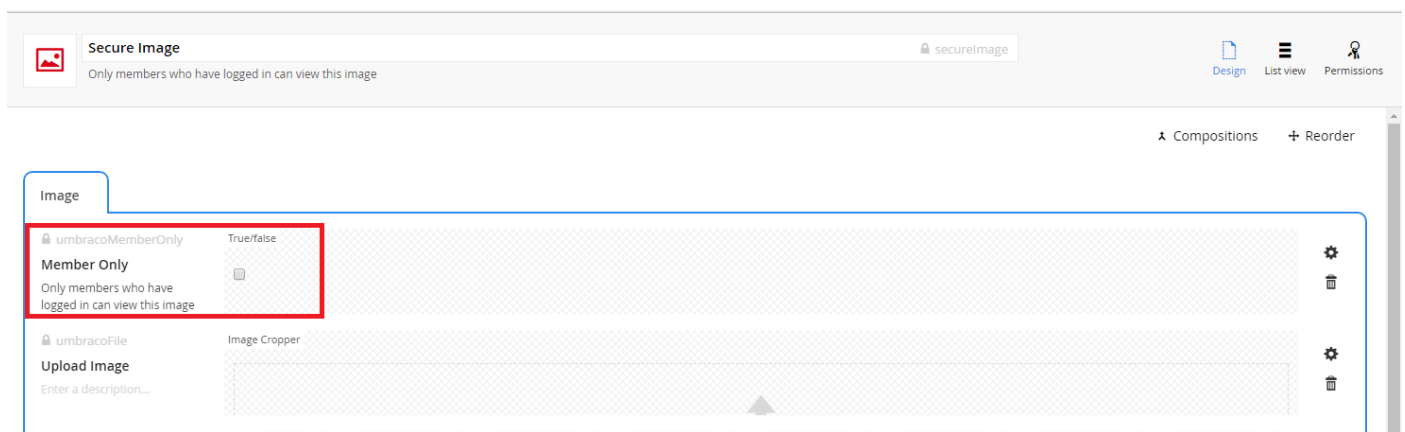 Secure Image
secureImage
Only members who have logged in can view this image
Design
List view
Permissions
Compositions
Reorder
Image
umbracoMemberOnly
True/false
Member Only
Only members who have
logged in can view this image
umbracoFile
Image Cropper
Upload Image
Enter a description...